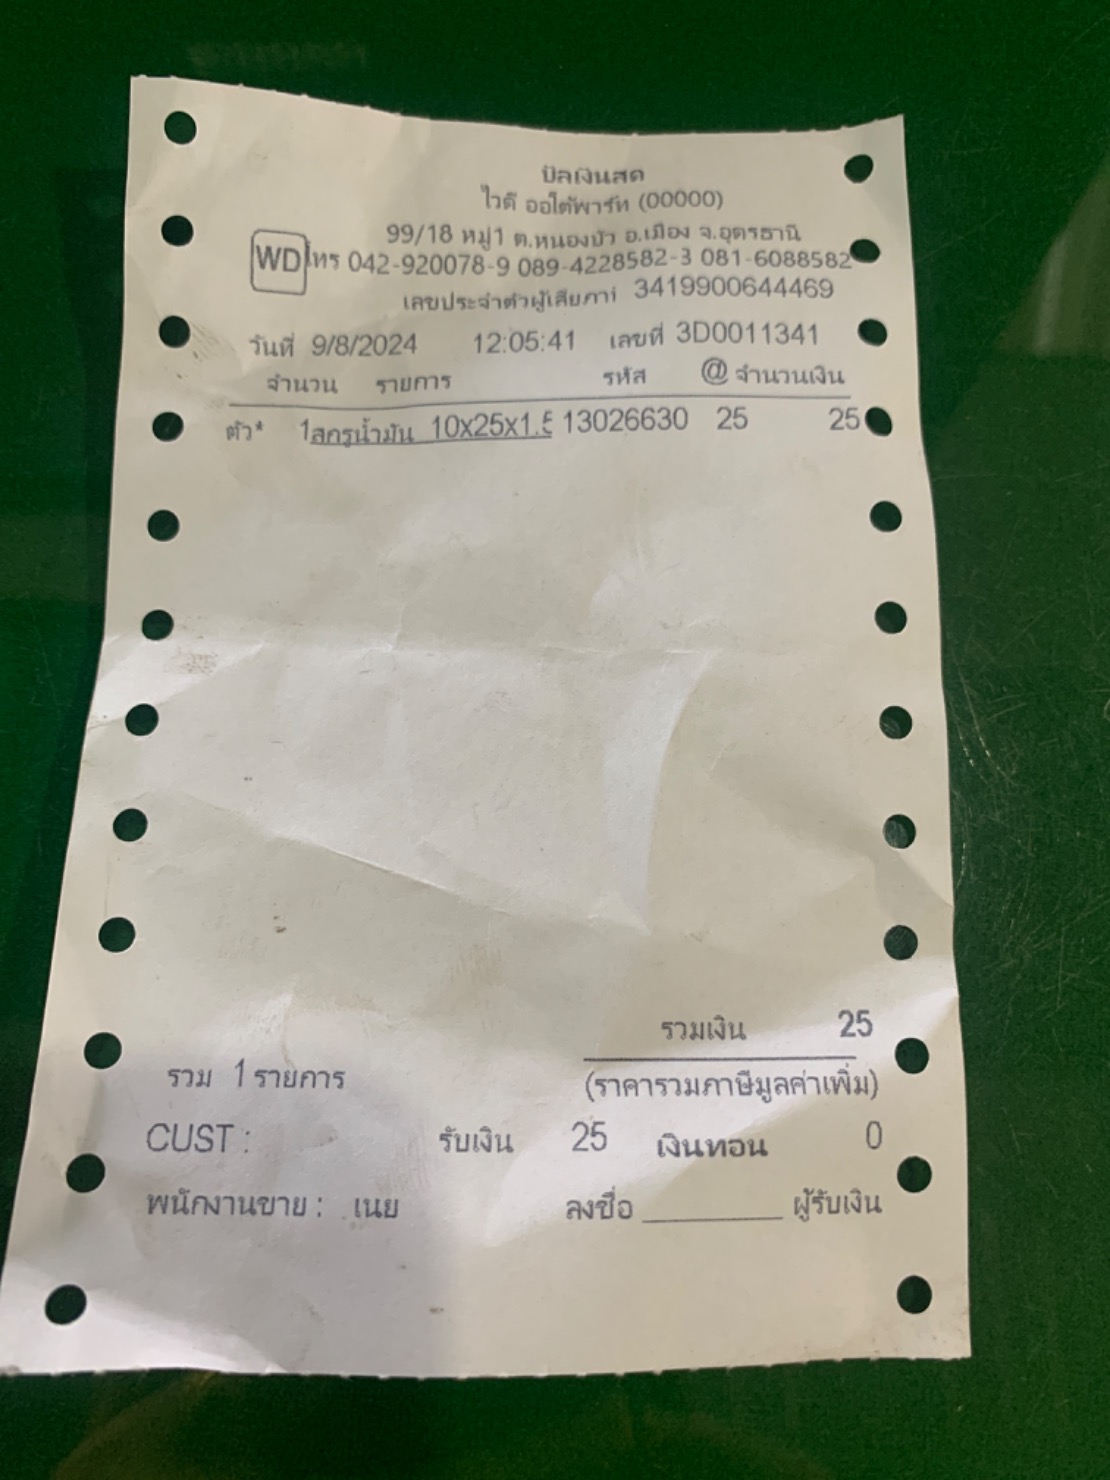 บิลเงินสด
ไวดี ออโต้พาร์ท (00000)
99/18 หมู่1 ต.หนองบัว อ.เมือง จ.อุดรธานี
WD โทร 042-920078-9 089-4228582-3 081-6088582
เลขประจำตัวผู้เสียภาษี 3419900644469
วันที่ 9/8/2024 12:05:41 เลขที่ 3D0011341
จำนวน รายการ รหัส @ จำนวนเงิน
ตัว* 1สกรูน้ำมัน 10x25x1.5 13026630 25 25
รวมเงิน 25
รวม 1 รายการ (ราคารวมภาษีมูลค่าเพิ่ม)
CUST : รับเงิน 25 เงินทอน 0
พนักงานขาย : เนย ลงชื่อ ________ ผู้รับเงิน